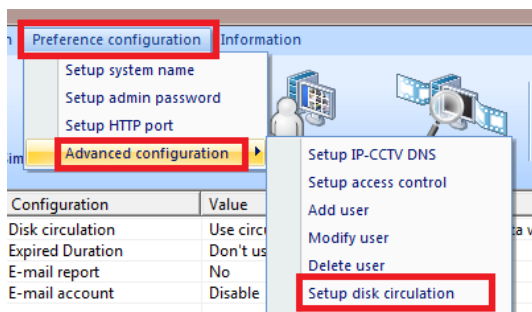 Preference configuration Information
Setup system name
Setup admin password
Setup HTTP port
Advanced configuration
Setup IP-CCTV DNS
Setup access control
Add user
Modify user
Delete user
Setup disk circulation
Configuration Value
Disk circulation Use
Expired Duration Don't
E-mail report No
E-mail account Disable